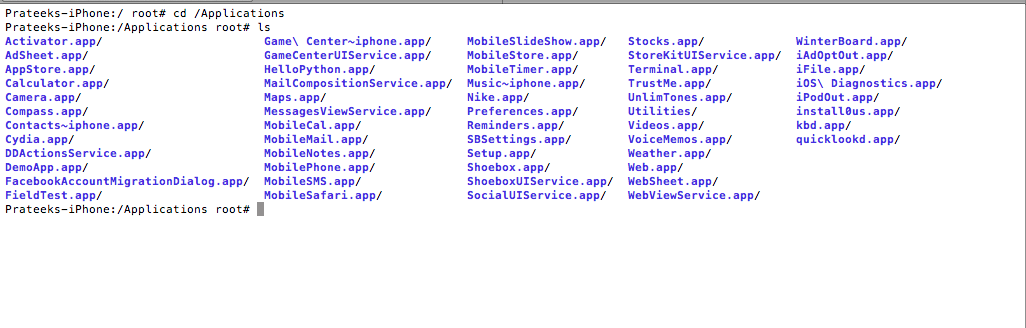 Prateeks-iPhone:/ root# cd /Applications
Prateeks-iPhone:/Applications root# ls
Activator.app/ Game\ Center~iphone.app/ MobileSlideShow.app/ Stocks.app/ WinterBoard.app/
AdSheet.app/ GameCenterUIService.app/ MobileStore.app/ StoreKitUIService.app/ iAdOptOut.app/
AppStore.app/ HelloPython.app/ MobileTimer.app/ Terminal.app/ iFile.app/
Calculator.app/ MailCompositionService.app/ Music~iphone.app/ TrustMe.app/ iOS\ Diagnostics.app/
Camera.app/ Maps.app/ Nike.app/ UnlimTones.app/ iPodOut.app/
Compass.app/ MessagesViewService.app/ Preferences.app/ Utilities/ install0us.app/
Contacts~iphone.app/ MobileCal.app/ Reminders.app/ Videos.app/ kbd.app/
Cydia.app/ MobileMail.app/ SBSettings.app/ VoiceMemos.app/ quicklookd.app/
DDActionsService.app/ MobileNotes.app/ Setup.app/ Weather.app/
DemoApp.app/ MobilePhone.app/ Shoebox.app/ Web.app/
FacebookAccountMigrationDialog.app/ MobileSMS.app/ ShoeboxUIService.app/ WebSheet.app/
FieldTest.app/ MobileSafari.app/ SocialUIService.app/ WebViewService.app/
Prateeks-iPhone:/Applications root#